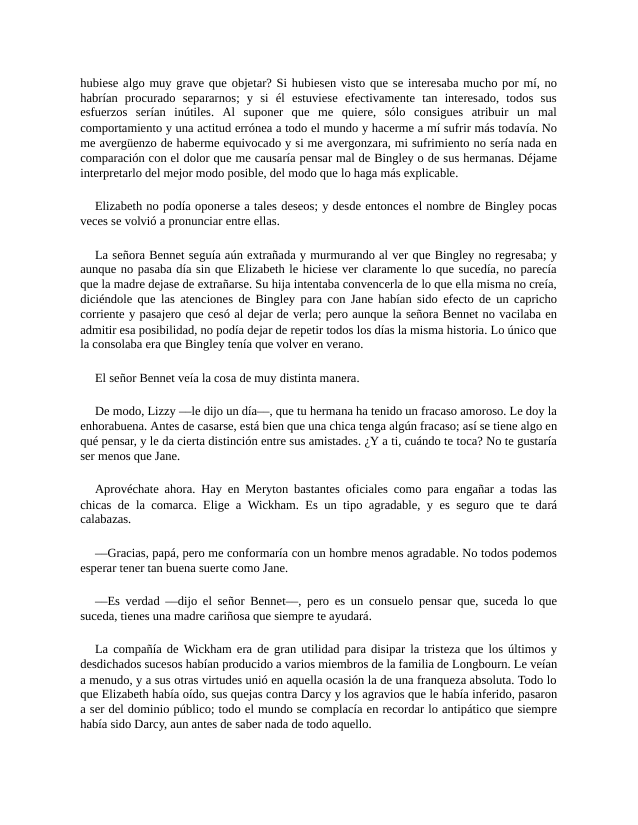 hubiese algo muy grave que objetar? Si hubiesen visto que se interesaba mucho por mí, no
habrían procurado separarnos; y si él estuviese efectivamente tan interesado, todos sus
esfuerzos serían inútiles. Al suponer que me quiere, sólo consigues atribuir un mal
comportamiento y una actitud errónea a todo el mundo y hacerme a mí sufrir más todavía. No
me avergüenzo de haberme equivocado y si me avergonzara, mi sufrimiento no sería nada en
comparación con el dolor que me causaría pensar mal de Bingley o de sus hermanas. Déjame
interpretarlo del mejor modo posible, del modo que lo haga más explicable.
Elizabeth no podía oponerse a tales deseos; y desde entonces el nombre de Bingley pocas
veces se volvió a pronunciar entre ellas.
La señora Bennet seguía aún extrañada y murmurando al ver que Bingley no regresaba; y
aunque no pasaba día sin que Elizabeth le hiciese ver claramente lo que sucedía, no parecía
que la madre dejase de extrañarse. Su hija intentaba convencerla de lo que ella misma no creía,
diciéndole que las atenciones de Bingley para con Jane habían sido efecto de un capricho
corriente y pasajero que cesó al dejar de verla; pero aunque la señora Bennet no vacilaba en
admitir esa posibilidad, no podía dejar de repetir todos los días la misma historia. Lo único que
la consolaba era que Bingley tenía que volver en verano.
El señor Bennet veía la cosa de muy distinta manera.
De modo, Lizzy —le dijo un día—, que tu hermana ha tenido un fracaso amoroso. Le doy la
enhorabuena. Antes de casarse, está bien que una chica tenga algún fracaso; así se tiene algo en
qué pensar, y le da cierta distinción entre sus amistades. ¿Y a ti, cuándo te toca? No te gustaría
ser menos que Jane.
Aprovéchate ahora. Hay en Meryton bastantes oficiales como para engañar a todas las
chicas de la comarca. Elige a Wickham. Es un tipo agradable, y es seguro que te dará
calabazas.
—Gracias, papá, pero me conformaría con un hombre menos agradable. No todos podemos
esperar tener tan buena suerte como Jane.
—Es verdad —dijo el señor Bennet—, pero es un consuelo pensar que, suceda lo que
suceda, tienes una madre cariñosa que siempre te ayudará.
La compañía de Wickham era de gran utilidad para disipar la tristeza que los últimos y
desdichados sucesos habían producido a varios miembros de la familia de Longbourn. Le veían
a menudo, y a sus otras virtudes unió en aquella ocasión la de una franqueza absoluta. Todo lo
que Elizabeth había oído, sus quejas contra Darcy y los agravios que le había inferido, pasaron
a ser del dominio público; todo el mundo se complacía en recordar lo antipático que siempre
había sido Darcy, aun antes de saber nada de todo aquello.